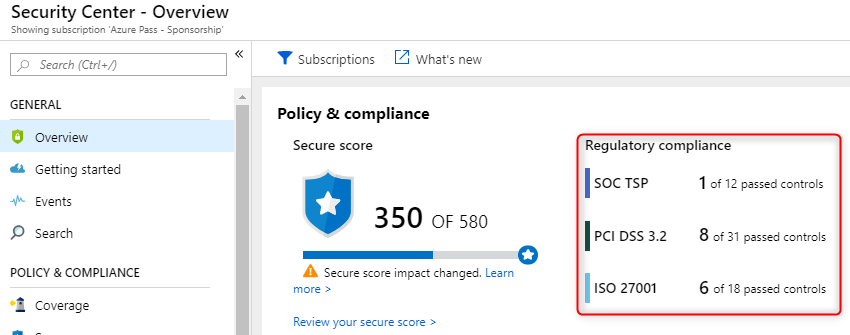 Security Center - Overview
Showing subscription 'Azure Pass - Sponsorship'
Search (Ctrl+/)
«
GENERAL
Overview
Getting started
Events
Search
POLICY & COMPLIANCE
Coverage
Subscriptions
What's new
Policy & compliance
Secure score
350 OF 580
Secure score impact changed. Learn
more >
Review your secure score >
Regulatory compliance
SOC TSP 1 of 12 passed controls
PCI DSS 3.2 8 of 31 passed controls
ISO 27001 6 of 18 passed controls